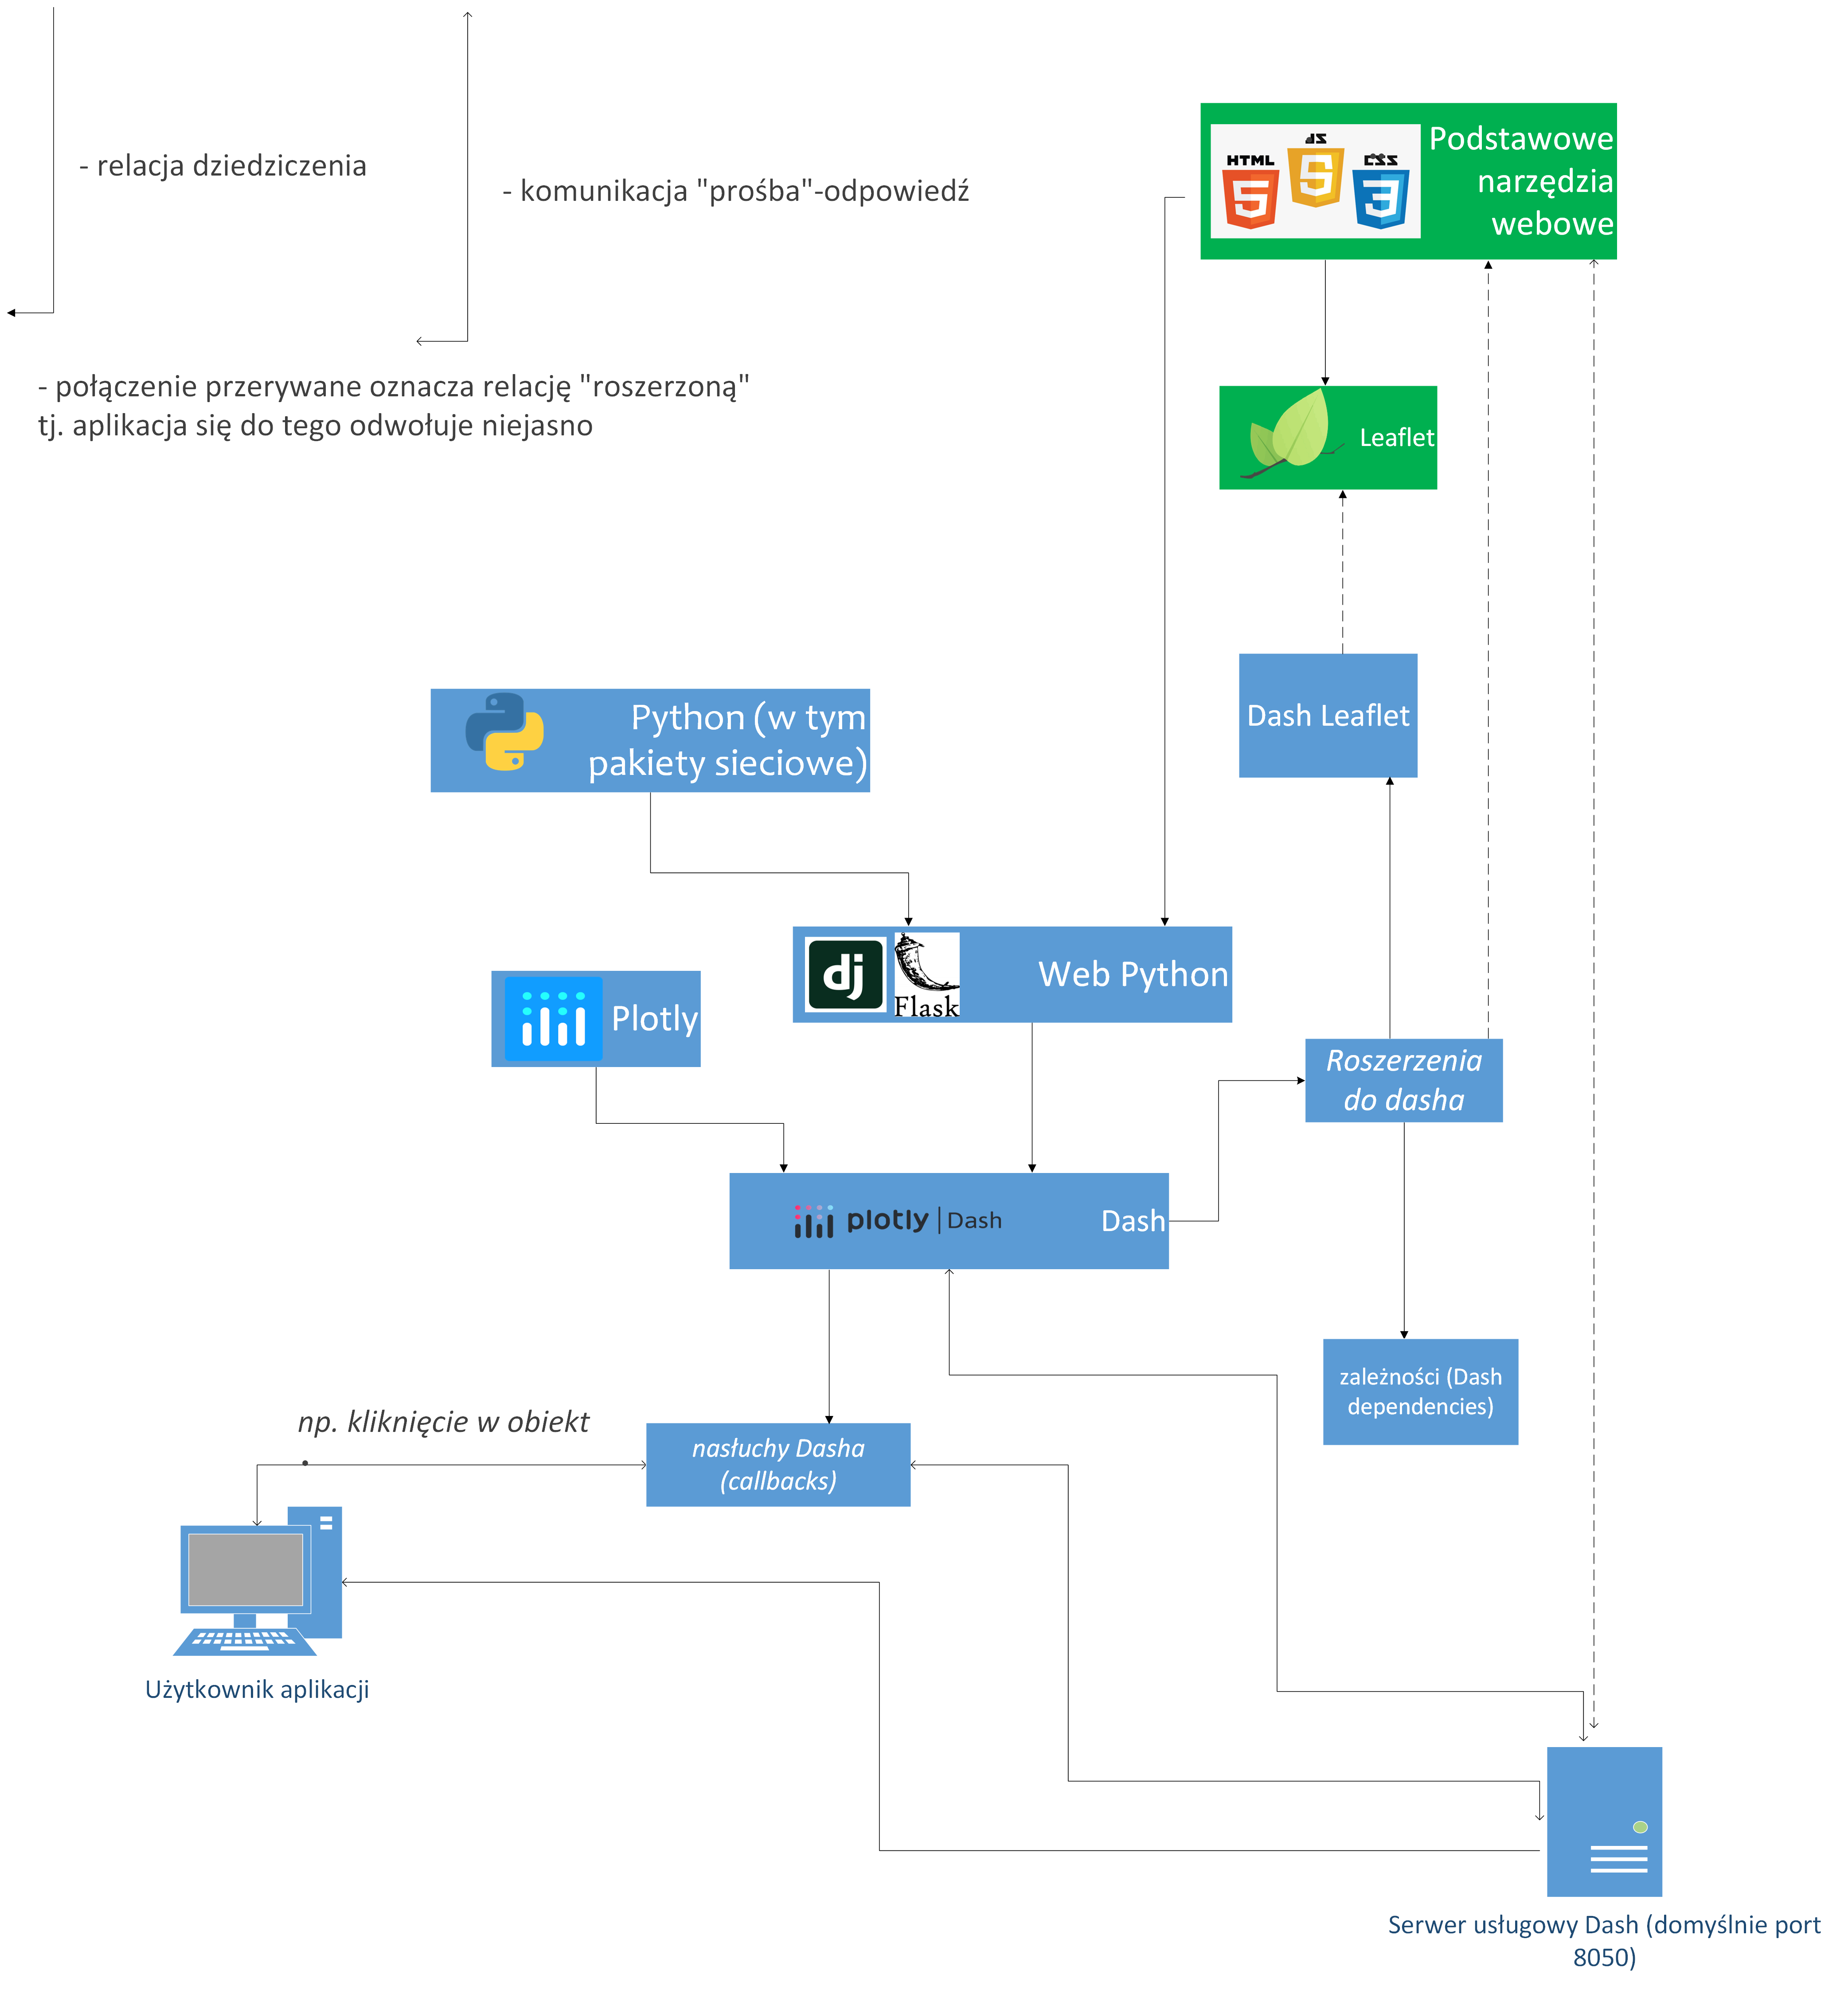 - relacja dziedziczenia
- komunikacja "prośba"-odpowiedź
- połączenie przerywane oznacza relację "roszerzoną"
tj. aplikacja się do tego odwołuje niejasno
HTML
JS
CSS
5
5
3
Podstawowe
narzędzia
webowe
Leaflet
Dash Leaflet
Python (w tym
pakiety sieciowe)
dj
Flask
Web Python
Plotly
Roszerzenia
do dasha
plotly | Dash
Dash
zależności (Dash
dependencies)
np. kliknięcie w obiekt
nasłuchy Dasha
(callbacks)
Użytkownik aplikacji
Serwer usługowy Dash (domyślnie port
8050)